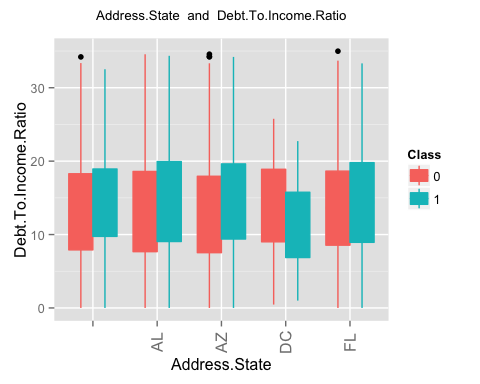 Address.State and Debt.To.Income.Ratio
Debt.To.Income.Ratio
30
20
10
0
AL
AZ
DC
FL
Address.State
Class
0
1